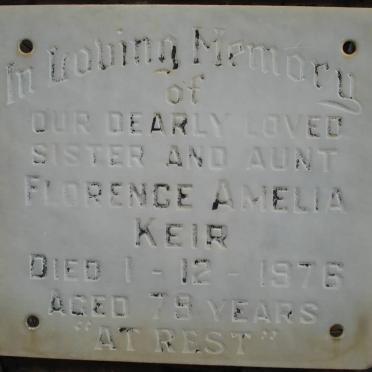 In Loving Memory
of
OUR DEARLY LOVED
SISTER AND AUNT
FLORENCE AMELIA
KEIR
DIED 1 - 12 - 1976
AGED 79 YEARS
"AT REST"